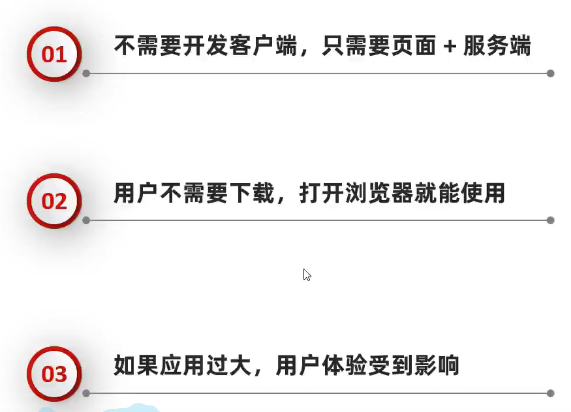 01
不需要开发客户端，只需要页面 + 服务端
02
用户不需要下载，打开浏览器就能使用
03
如果应用过大，用户体验受到影响